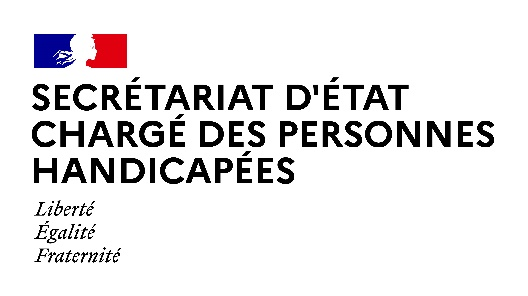 SECRÉTARIAT D'ÉTAT
CHARGÉ DES PERSONNES
HANDICAPÉES
Liberté
Égalité
Fraternité